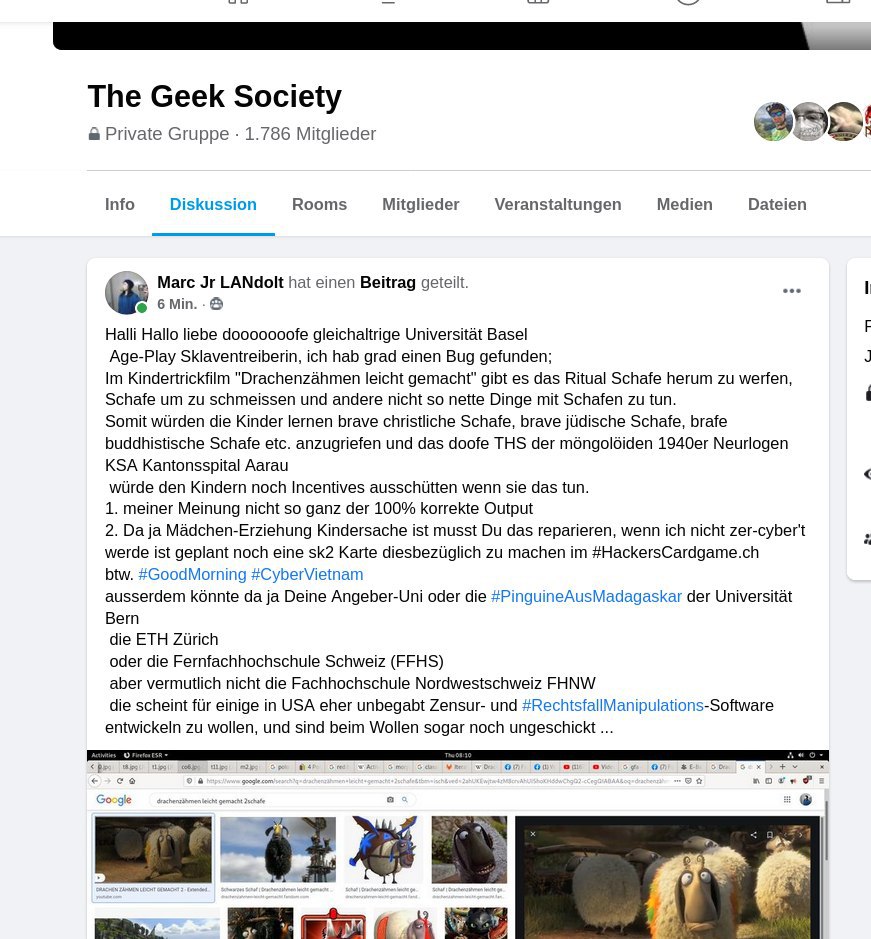 The Geek Society
Private Gruppe · 1.786 Mitglieder
Info Diskussion Rooms Mitglieder Veranstaltungen Medien Dateien
Marc Jr LANdolt hat einen Beitrag geteilt.
6 Min. ·
Halli Hallo liebe dooooooofe gleichaltrige Universität Basel
Age-Play Sklaventreiberin, ich hab grad einen Bug gefunden;
Im Kindertrickfilm "Drachenzähmen leicht gemacht" gibt es das Ritual Schafe herum zu werfen,
Schafe um zu schmeissen und andere nicht so nette Dinge mit Schafen zu tun.
Somit würden die Kinder lernen brave christliche Schafe, brave jüdische Schafe, brafe
buddhistische Schafe etc. anzugriefen und das doofe THS der möngolöiden 1940er Neurlogen
KSA Kantonsspital Aarau
würde den Kindern noch Incentives ausschütten wenn sie das tun.
1. meiner Meinung nicht so ganz der 100% korrekte Output
2. Da ja Mädchen-Erziehung Kindersache ist musst Du das reparieren, wenn ich nicht zer-cyber't
werde ist geplant noch eine sk2 Karte diesbezüglich zu machen im #HackersCardgame.ch
btw. #GoodMorning #CyberVietnam
ausserdem könnte da ja Deine Angeber-Uni oder die #PinguineAusMadagaskar der Universität
Bern
die ETH Zürich
oder die Fernfachhochschule Schweiz (FFHS)
aber vermutlich nicht die Fachhochschule Nordwestschweiz FHNW
die scheint für einige in USA eher unbegabt Zensur- und #RechtsfallManipulations-Software
entwickeln zu wollen, und sind beim Wollen sogar noch ungeschickt ...
Activities Firefox ESR Thu 08:10
Google drachenzähmen leicht gemacht 2schafe
DRACHEN ZÄHMEN LEICHT GEMACHT 2 - Extended...
youtube.com
Schwarzes Schaf | Drachenzähmen leicht gemacht...
Schaf | Drachenzähmen leicht ge...
Schaf | Drachenzähmen leicht ge...